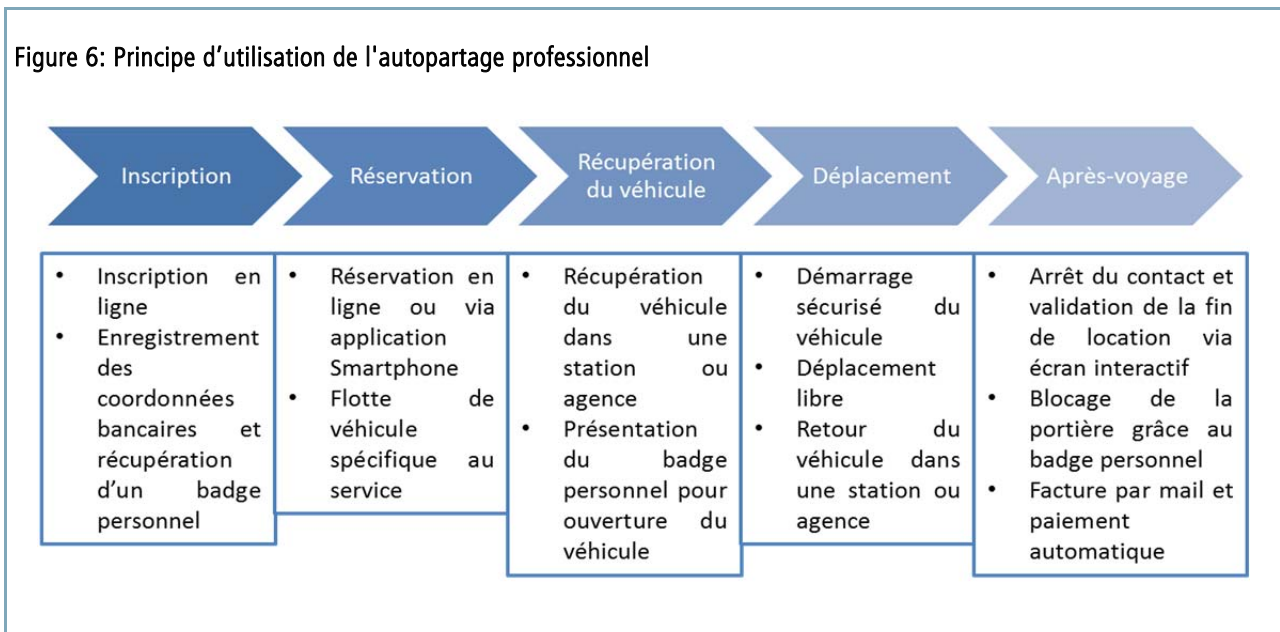 Figure 6: Principe d’utilisation de l'autopartage professionnel
Inscription
Réservation
Récupération
du véhicule
Déplacement
Après-voyage
• Inscription en
ligne
• Enregistrement
des
coordonnées
bancaires et
récupération
d’un badge
personnel
• Réservation en
ligne ou via
application
Smartphone
• Flotte de
véhicule
spécifique au
service
• Récupération
du véhicule
dans une
station ou
agence
• Présentation
du badge
personnel pour
ouverture du
véhicule
• Démarrage
sécurisé du
véhicule
• Déplacement
libre
• Retour du
véhicule dans
une station ou
agence
• Arrêt du contact et
validation de la fin
de location via
écran interactif
• Blocage de la
portière grâce au
badge personnel
• Facture par mail et
paiement
automatique